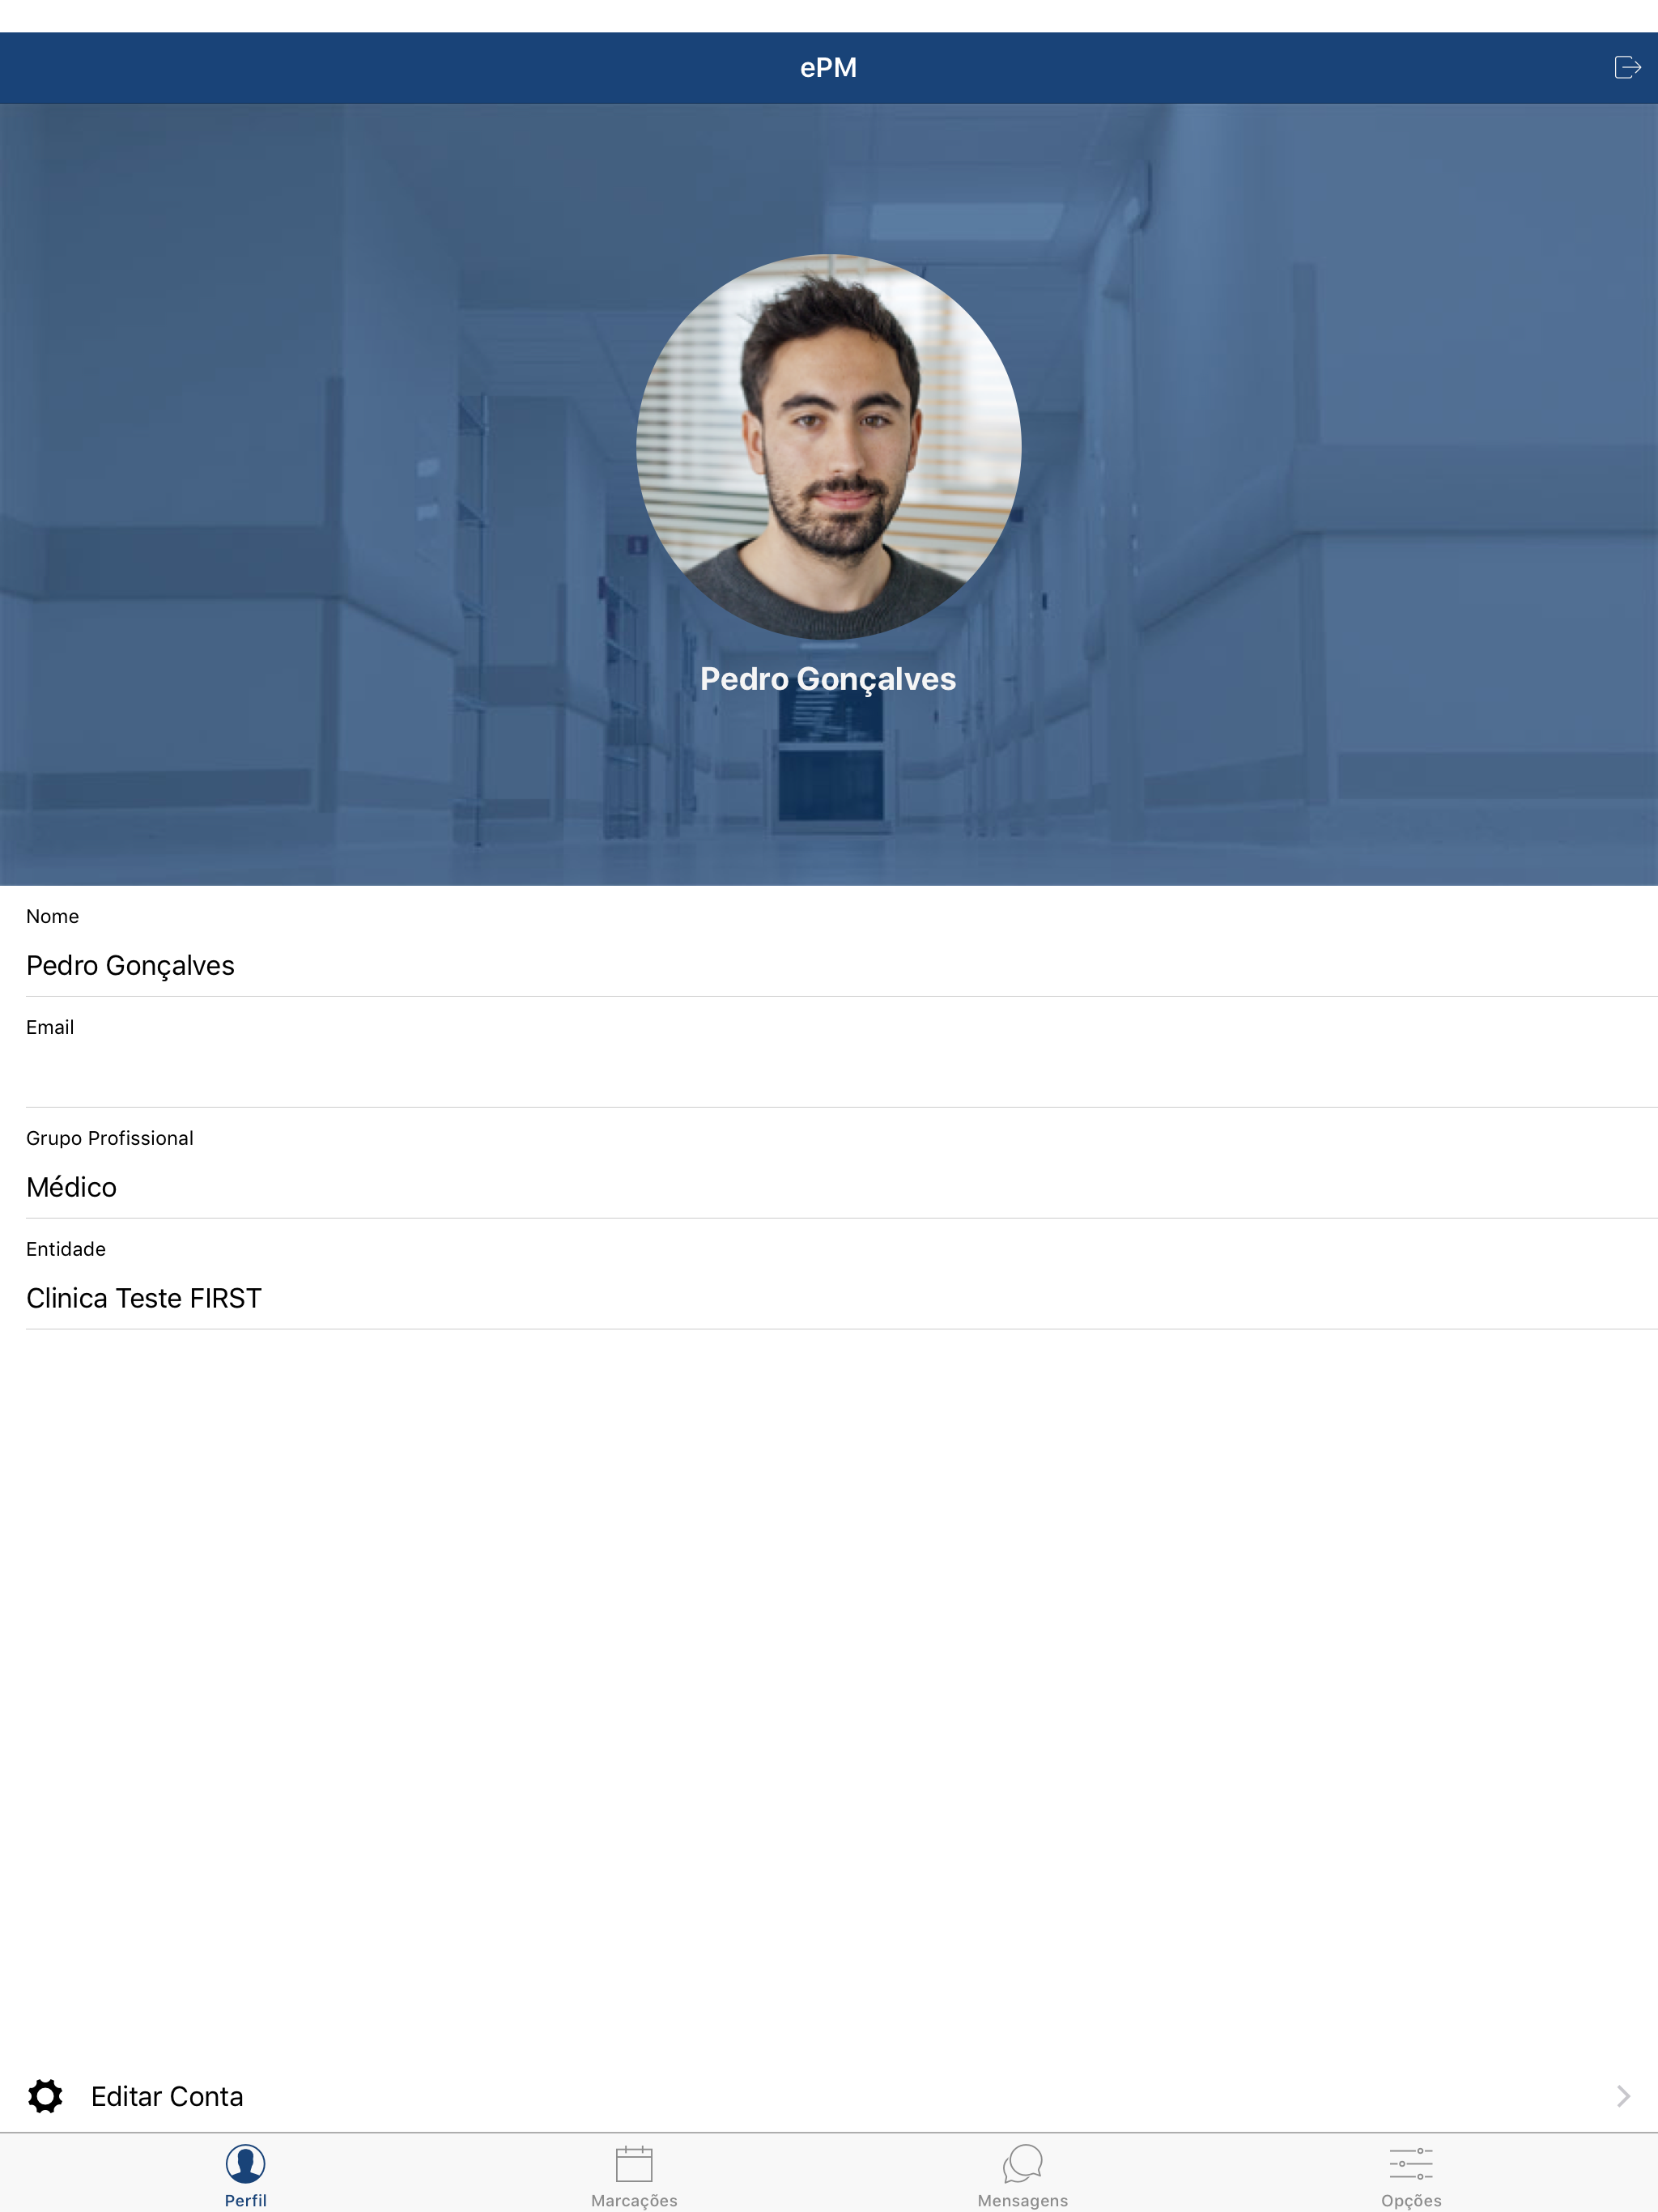 ePM
Pedro Gonçalves
Nome
Pedro Gonçalves
Email
Grupo Profissional
Médico
Entidade
Clinica Teste FIRST
Editar Conta
Perfil
Marcações
Mensagens
Opções